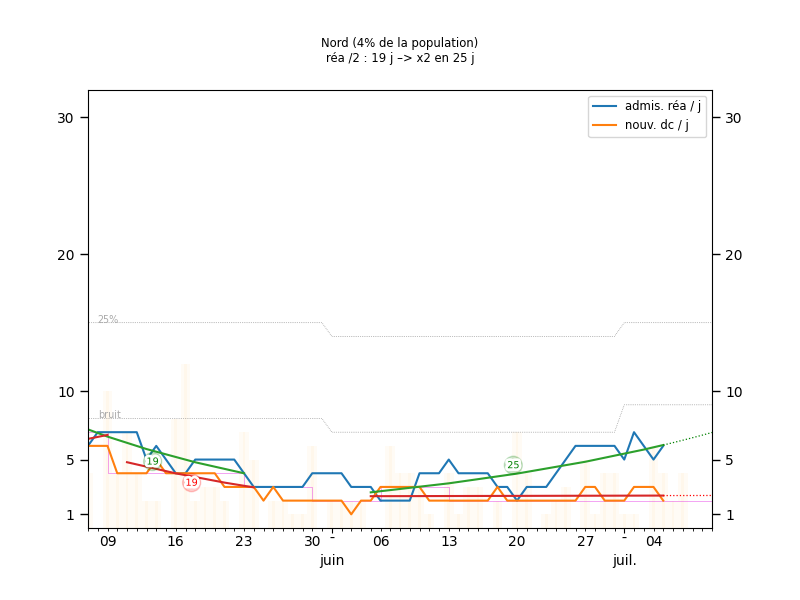 Nord (4% de la population)
réa /2 : 19 j –> x2 en 25 j
admis. réa / j
nouv. dc / j
30 30
20 20
25%
10 10
bruit
5 5
19
25
19
1 1
09 16 23 30 - 06 13 20 27 - 04
juin juil.